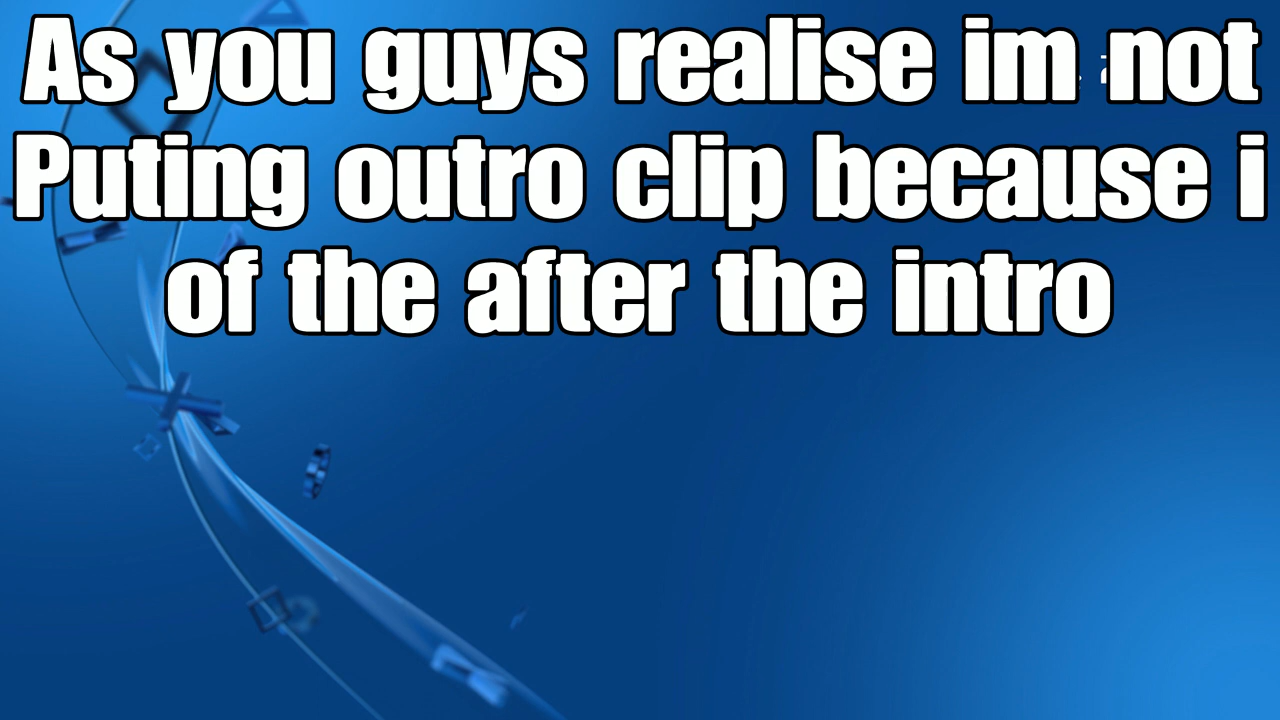 As you guys realise im not
Puting outro clip because i
of the after the intro